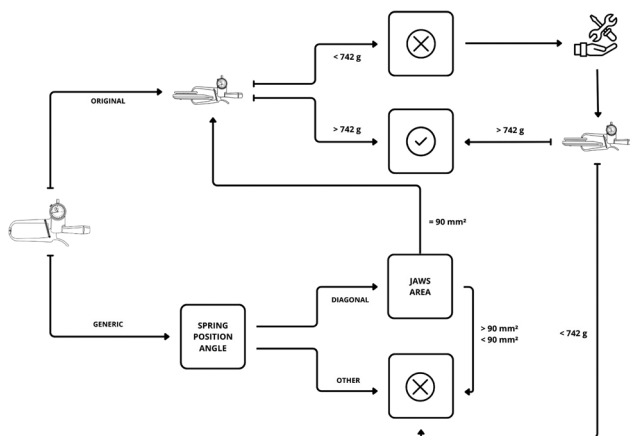 < 742 g
ORIGINAL
> 742 g
> 742 g
= 90 mm²
JAWS
AREA
DIAGONAL
GENERIC
SPRING
POSITION
ANGLE
> 90 mm²
< 90 mm²
< 742 g
OTHER